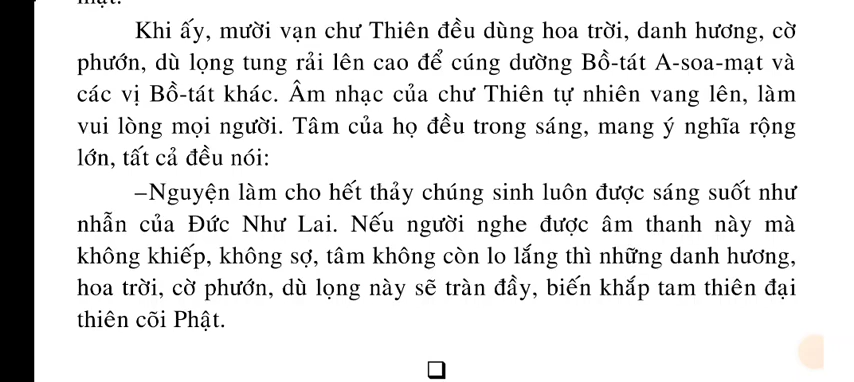 Khi ấy, mười vạn chư Thiên đều dùng hoa trời, danh hương, cờ
phướn, dù lọng tung rải lên cao để cúng dường Bồ-tát A-soa-mạt và
các vị Bồ-tát khác. Âm nhạc của chư Thiên tự nhiên vang lên, làm
vui lòng mọi người. Tâm của họ đều trong sáng, mang ý nghĩa rộng
lớn, tất cả đều nói:
–Nguyện làm cho hết thảy chúng sinh luôn được sáng suốt như
nhẫn của Đức Như Lai. Nếu người nghe được âm thanh này mà
không khiếp, không sợ, tâm không còn lo lắng thì những danh hương,
hoa trời, cờ phướn, dù lọng này sẽ tràn đầy, biến khắp tam thiên đại
thiên cõi Phật.